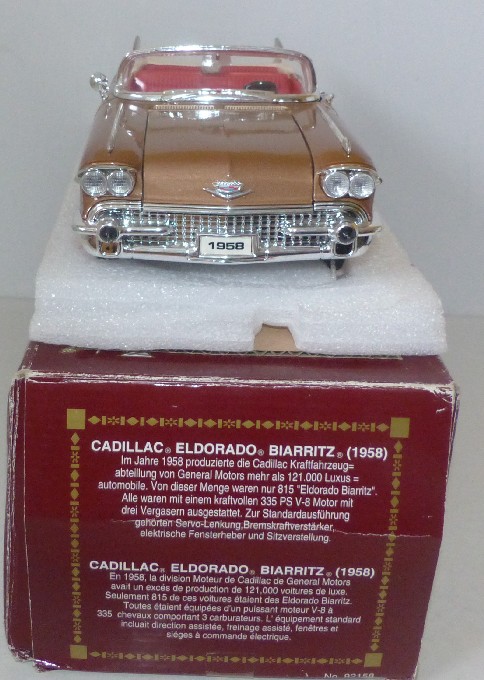 1958
CADILLAC® ELDORADO® BIARRITZ® (1958)
Im Jahre 1958 produzierte die Cadillac Kraftfahrzeug=
abteillung von General Motors mehr als 121.000 Luxus =
automobile. Von dieser Menge waren nur 815 "Eldorado Biarritz".
Alle waren mit einem kraftvollen 335 PS V-8 Motor mit
drei Vergasern ausgestattet. Zur Standardausführung
gehörten Servo-Lenkung,Bremskraftverstärker,
elektrische Fensterheber und Sitzverstellung.
CADILLAC® ELDORADO® BIARRITZ® (1958)
En 1958, la division Moteur de Cadillac de General Motors
avait un excés de production de 121,000 voitures de luxe.
Seulement 815 de ces voitures étaient des Eldorado Biarritz.
Toutes étaient équipées d'un puissant moteur V-8 à
335 chevaux comportant 3 carburateurs. L' équipement standard
incluait direction assistée, freinage assisté, fenêtres et
siéges à commande électrique.
No. 92158